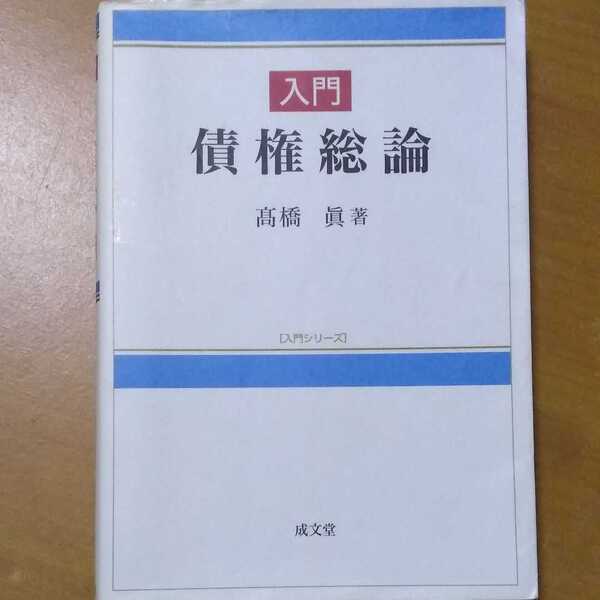 入門
債権総論
髙橋 眞 著
[入門シリーズ]
成文堂